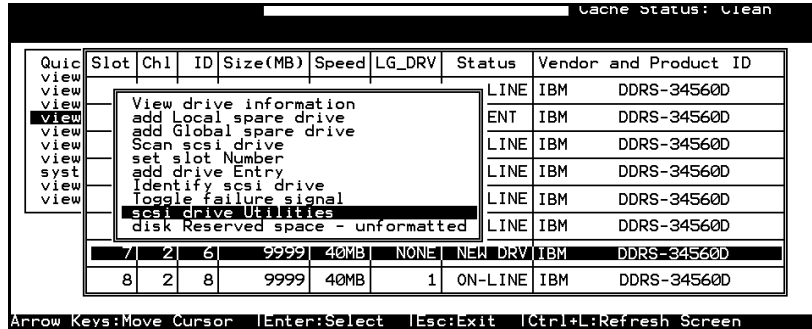 Cache Status: Clean
Quic
view
view
view
view
view
view
syst
view
view
Slot Chl ID Size(MB) Speed LG_DRV Status Vendor and Product ID
LINE IBM DDRS-34560D
ENT IBM DDRS-34560D
LINE IBM DDRS-34560D
LINE IBM DDRS-34560D
LINE IBM DDRS-34560D
LINE IBM DDRS-34560D
View drive information
add Local spare drive
add Global spare drive
Scan scsi drive
set slot Number
add drive Entry
Identify scsi drive
Toggle failure signal
scsi drive Utilities
disk Reserved space - unformatted
7 2 6 9999 40MB NONE NEW DRV IBM DDRS-34560D
8 2 8 9999 40MB 1 ON-LINE IBM DDRS-34560D
Arrow Keys:Move Cursor |Enter:Select |Esc:Exit |Ctrl+L:Refresh Screen